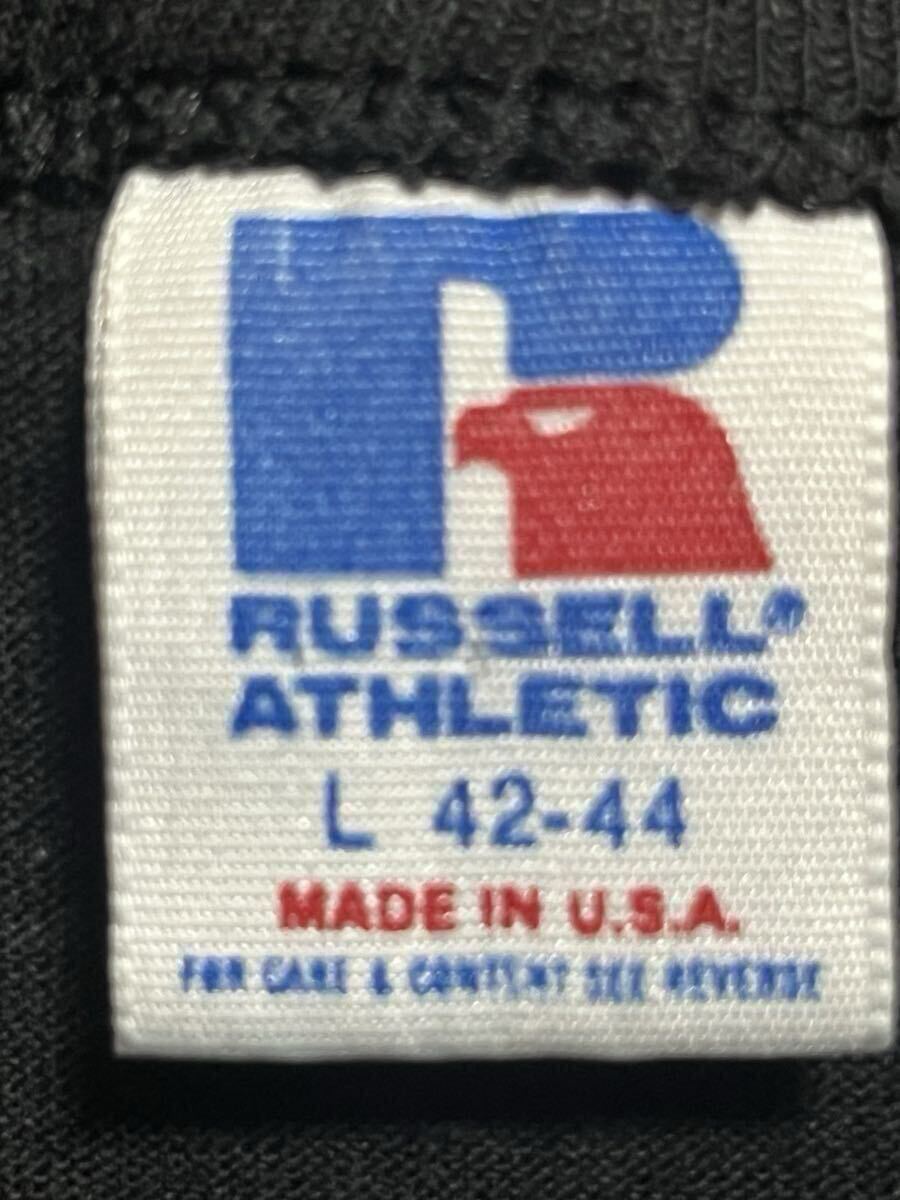 RUSSELL®
ATHLETIC
L 42-44
MADE IN U.S.A.
FOR CARE & CONTENT SEE REVERSE